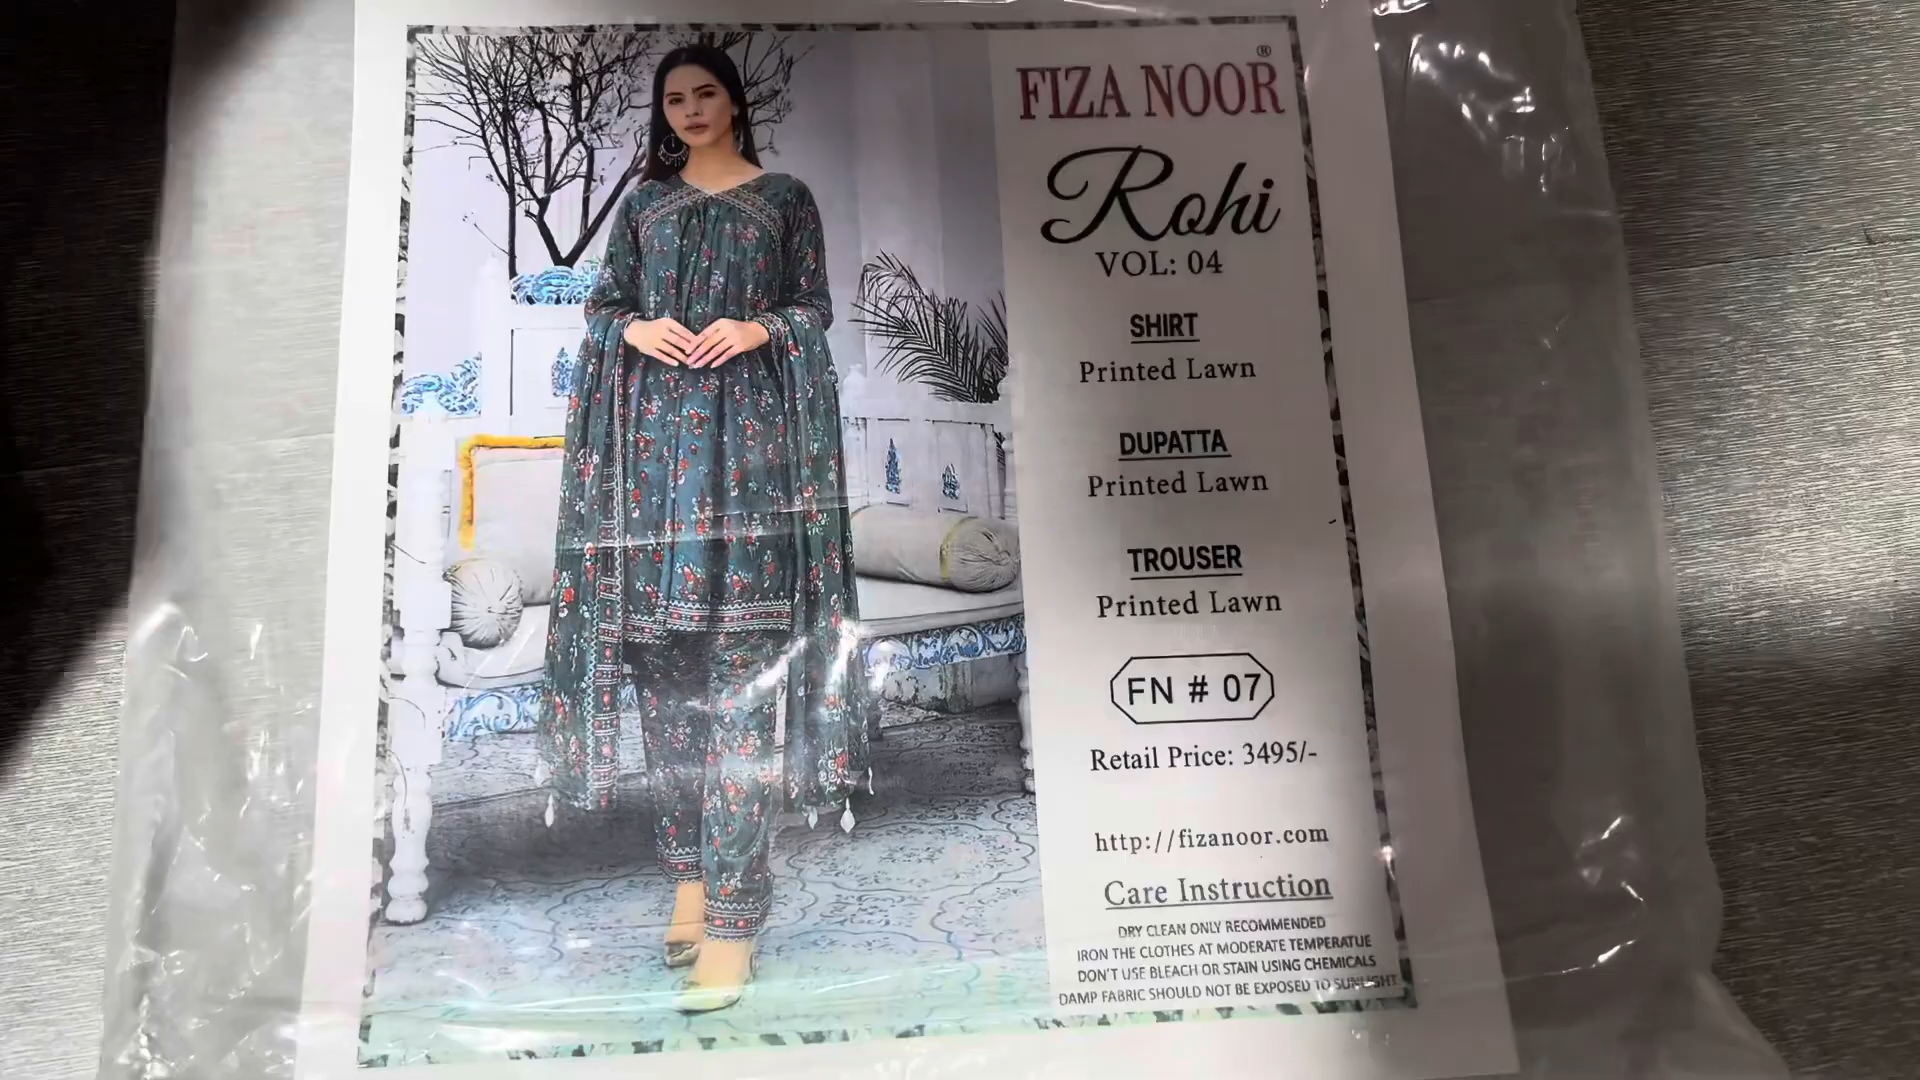 FIZA NOOR®
Rohi
VOL: 04
SHIRT
Printed Lawn
DUPATTA
Printed Lawn
TROUSER
Printed Lawn
FN # 07
Retail Price: 3495/-
http://fizanoor.com
Care Instruction
DRY CLEAN ONLY RECOMMENDED
IRON THE CLOTHES AT MODERATE TEMPERATUE
DON'T USE BLEACH OR STAIN USING CHEMICALS
DAMP FABRIC SHOULD NOT BE EXPOSED TO SUNLIGHT